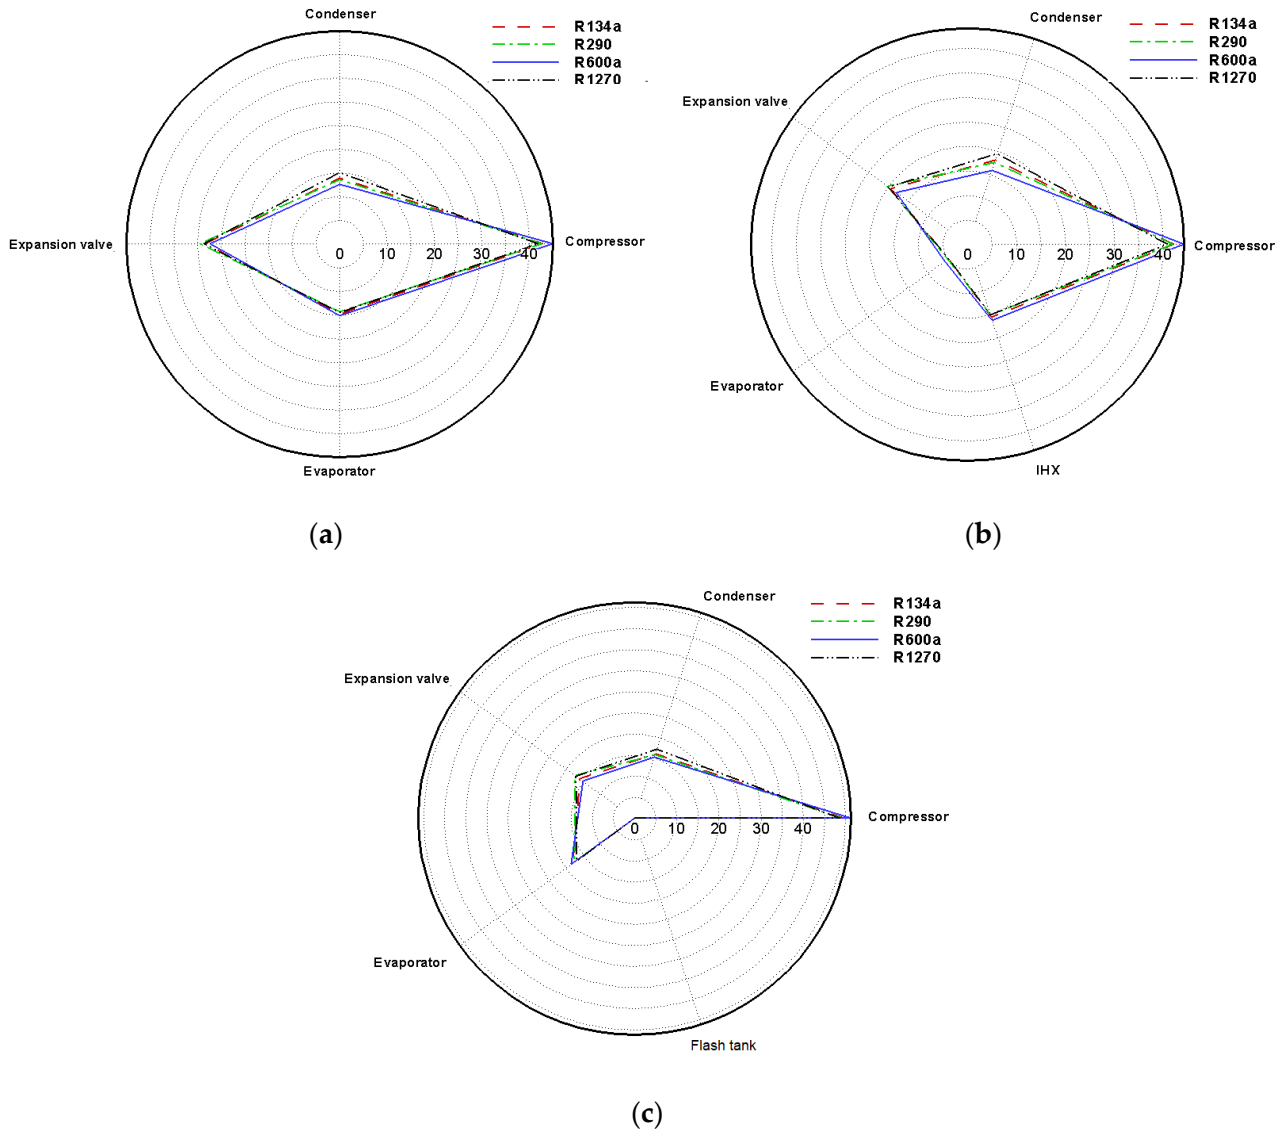 Condenser
R134a
R290
R600a
R1270
Expansion valve
0 10 20 30 40
Compressor
Evaporator
(a)
Condenser
R134a
R290
R600a
R1270
Expansion valve
0 10 20 30 40
Compressor
Evaporator
IHX
(b)
Condenser
R134a
R290
R600a
R1270
Expansion valve
0 10 20 30 40
Compressor
Evaporator
Flash tank
(c)